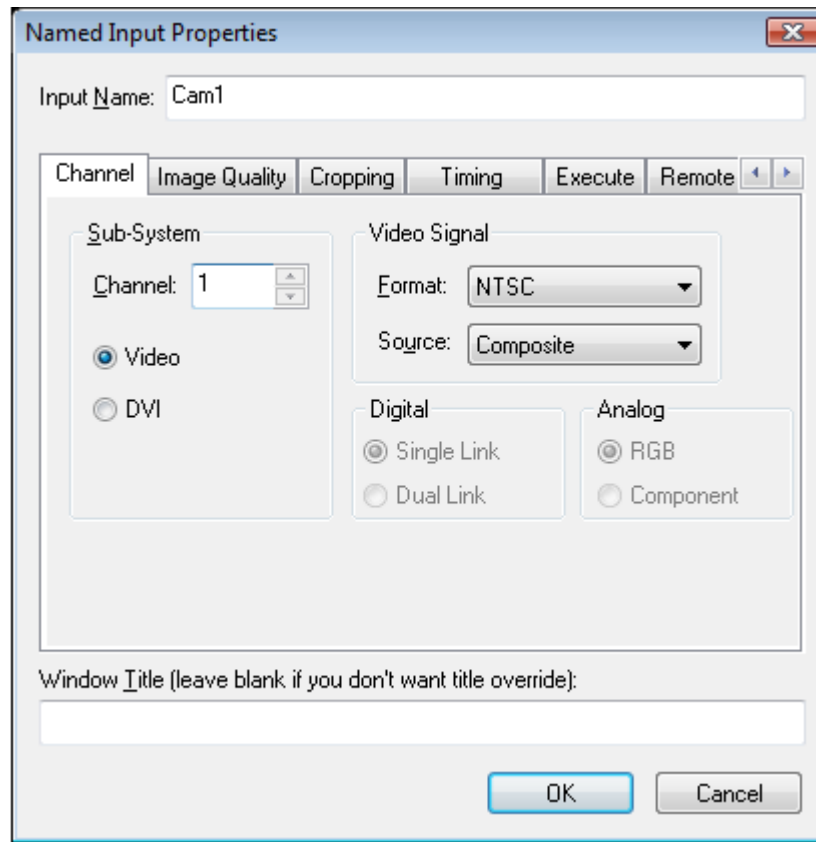 Named Input Properties
Input Name: Cam1
Channel Image Quality Cropping Timing Execute Remote
Sub-System
Channel: 1
Video
DVI
Video Signal
Format: NTSC
Source: Composite
Digital
Single Link
Dual Link
Analog
RGB
Component
Window Title (leave blank if you don't want title override):
OK Cancel